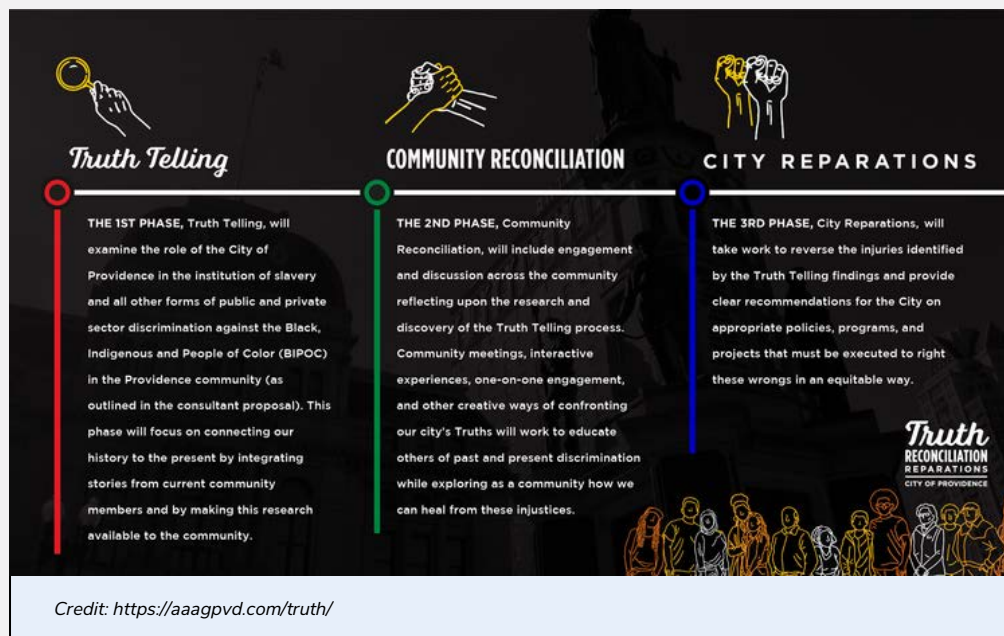 Truth Telling
THE 1ST PHASE, Truth Telling, will
examine the role of the City of
Providence in the institution of slavery
and all other forms of public and private
sector discrimination against the Black,
Indigenous and People of Color (BIPOC)
in the Providence community (as
outlined in the consultant proposal). This
phase will focus on connecting our
history to the present by integrating
stories from current community
members and by making this research
available to the community.
COMMUNITY RECONCILIATION
THE 2ND PHASE, Community
Reconciliation, will include engagement
and discussion across the community
reflecting upon the research and
discovery of the Truth Telling process.
Community meetings, interactive
experiences, one-on-one engagement,
and other creative ways of confronting
our city's Truths will work to educate
others of past and present discrimination
while exploring as a community how we
can heal from these injustices.
CITY REPARATIONS
THE 3RD PHASE, City Reparations, will
take work to reverse the injuries identified
by the Truth Telling findings and provide
clear recommendations for the City on
appropriate policies, programs, and
projects that must be executed to right
these wrongs in an equitable way.
Truth
RECONCILIATION
REPARATIONS
CITY OF PROVIDENCE
Credit: https://aaagpvd.com/truth/